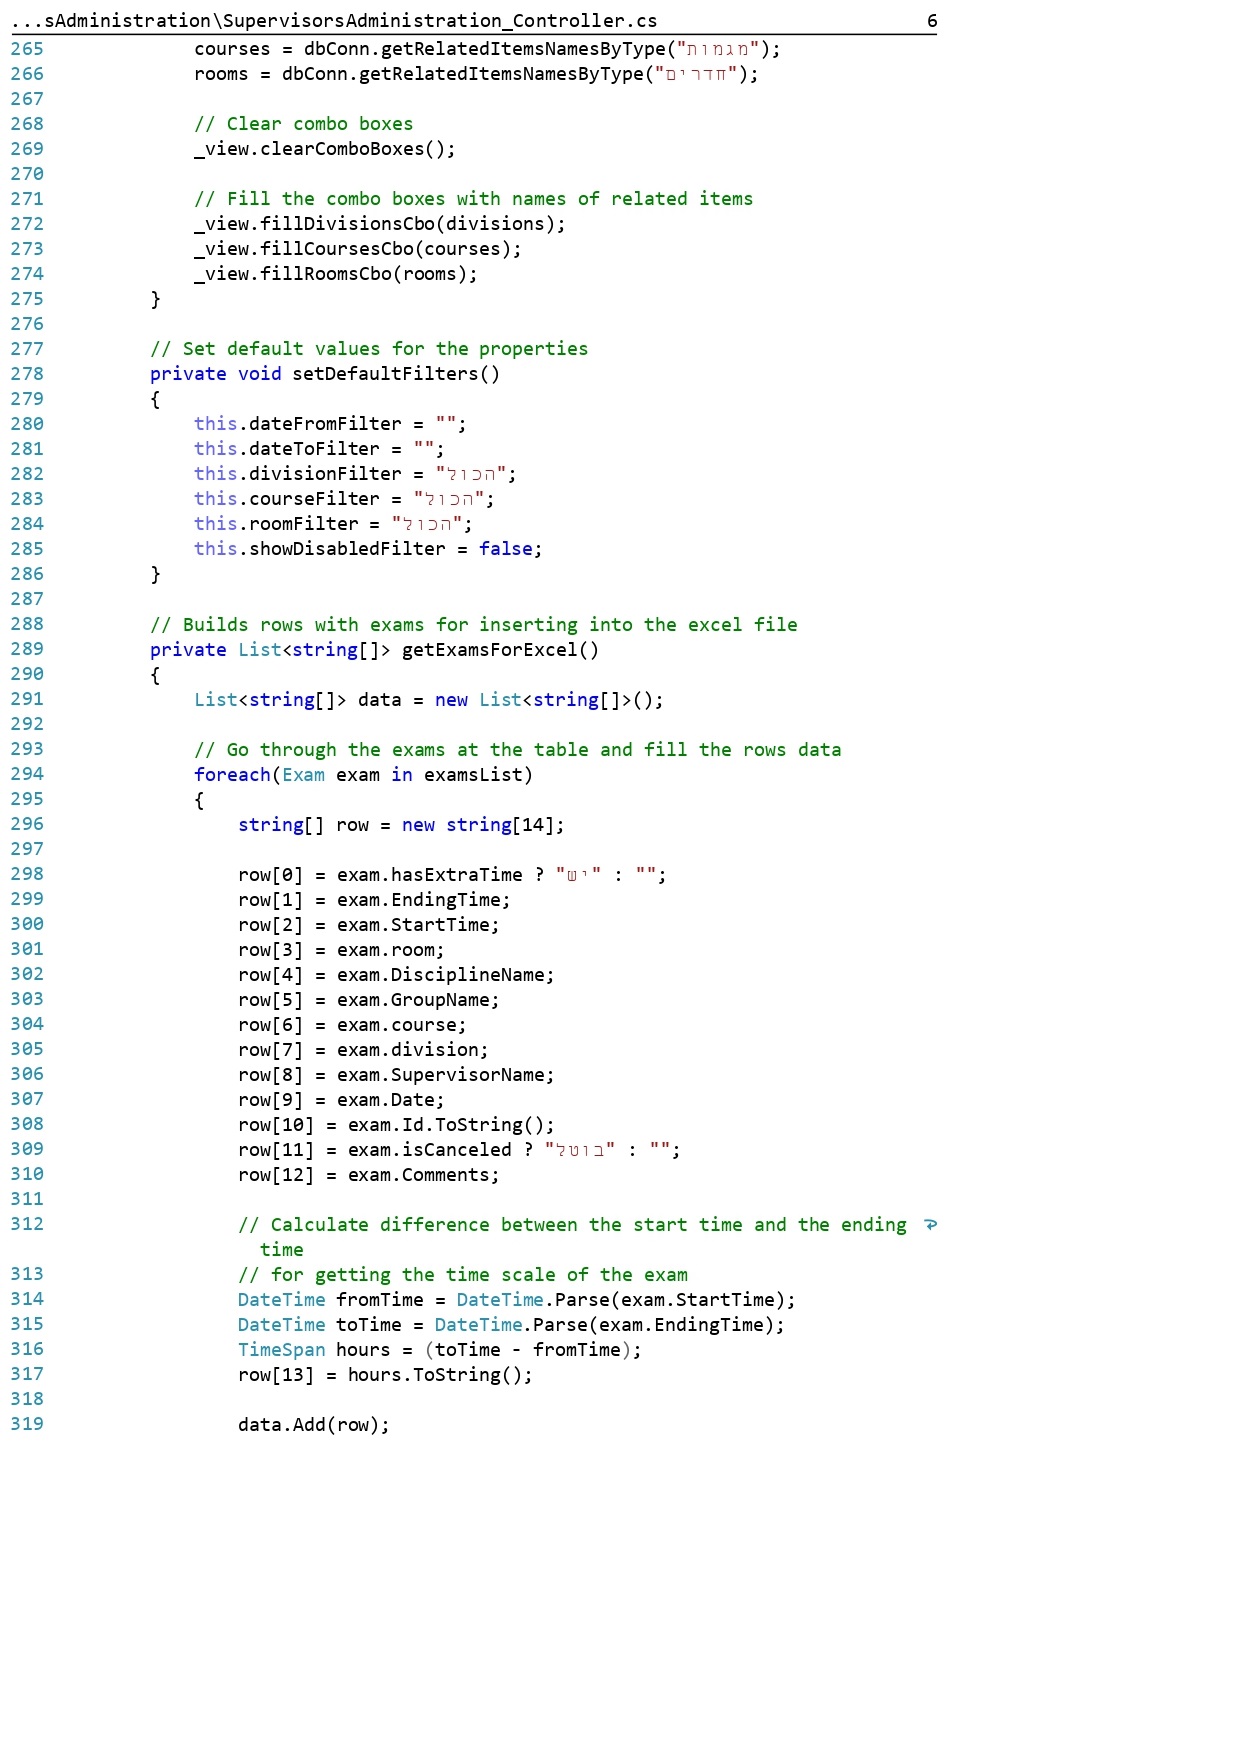 ...sAdministration\SupervisorsAdministration_Controller.cs 6
265 courses = dbConn.getRelatedItemsNamesByType("מגמות");
266 rooms = dbConn.getRelatedItemsNamesByType("חדרים");
267
268 // Clear combo boxes
269 _view.clearComboBoxes();
270
271 // Fill the combo boxes with names of related items
272 _view.fillDivisionsCbo(divisions);
273 _view.fillCoursesCbo(courses);
274 _view.fillRoomsCbo(rooms);
275 }
276
277 // Set default values for the properties
278 private void setDefaultFilters()
279 {
280 this.dateFromFilter = "";
281 this.dateToFilter = "";
282 this.divisionFilter = "הכול";
283 this.courseFilter = "הכול";
284 this.roomFilter = "הכול";
285 this.showDisabledFilter = false;
286 }
287
288 // Builds rows with exams for inserting into the excel file
289 private List<string[]> getExamsForExcel()
290 {
291 List<string[]> data = new List<string[]>();
292
293 // Go through the exams at the table and fill the rows data
294 foreach(Exam exam in examsList)
295 {
296 string[] row = new string[14];
297
298 row[0] = exam.hasExtraTime ? "יש" : "";
299 row[1] = exam.EndingTime;
300 row[2] = exam.StartTime;
301 row[3] = exam.room;
302 row[4] = exam.DisciplineName;
303 row[5] = exam.GroupName;
304 row[6] = exam.course;
305 row[7] = exam.division;
306 row[8] = exam.SupervisorName;
307 row[9] = exam.Date;
308 row[10] = exam.Id.ToString();
309 row[11] = exam.isCanceled ? "בוטל" : "";
310 row[12] = exam.Comments;
311
312 // Calculate difference between the start time and the ending
time
313 // for getting the time scale of the exam
314 DateTime fromTime = DateTime.Parse(exam.StartTime);
315 DateTime toTime = DateTime.Parse(exam.EndingTime);
316 TimeSpan hours = (toTime - fromTime);
317 row[13] = hours.ToString();
318
319 data.Add(row);